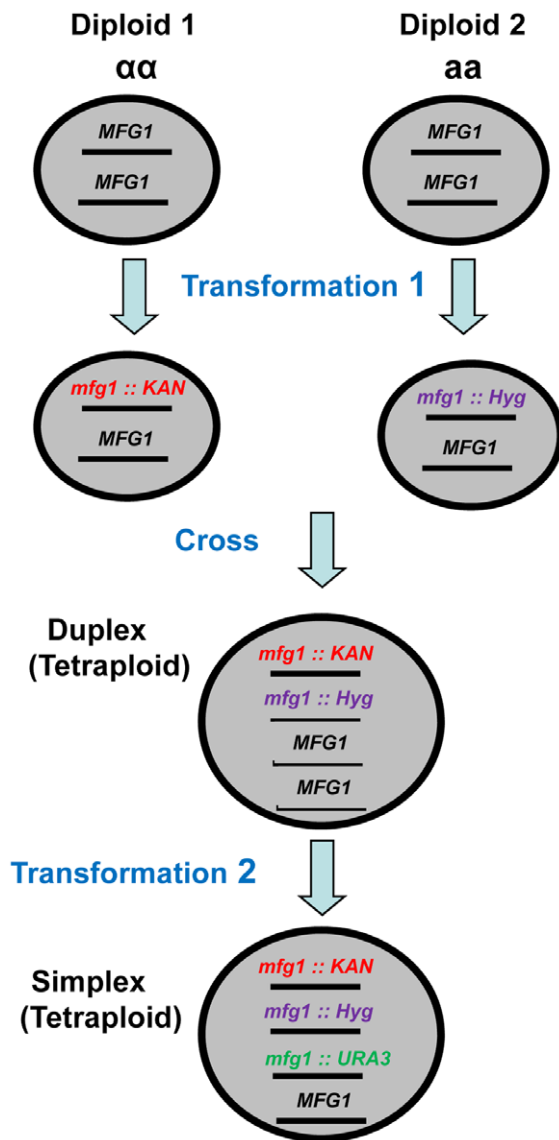 Diploid 1
αα
Diploid 2
aa
MFG1
MFG1
MFG1
MFG1
Transformation 1
mfg1 :: KAN
MFG1
mfg1 :: Hyg
MFG1
Cross
Duplex
(Tetraploid)
mfg1 :: KAN
mfg1 :: Hyg
MFG1
MFG1
Transformation 2
Simplex
(Tetraploid)
mfg1 :: KAN
mfg1 :: Hyg
mfg1 :: URA3
MFG1